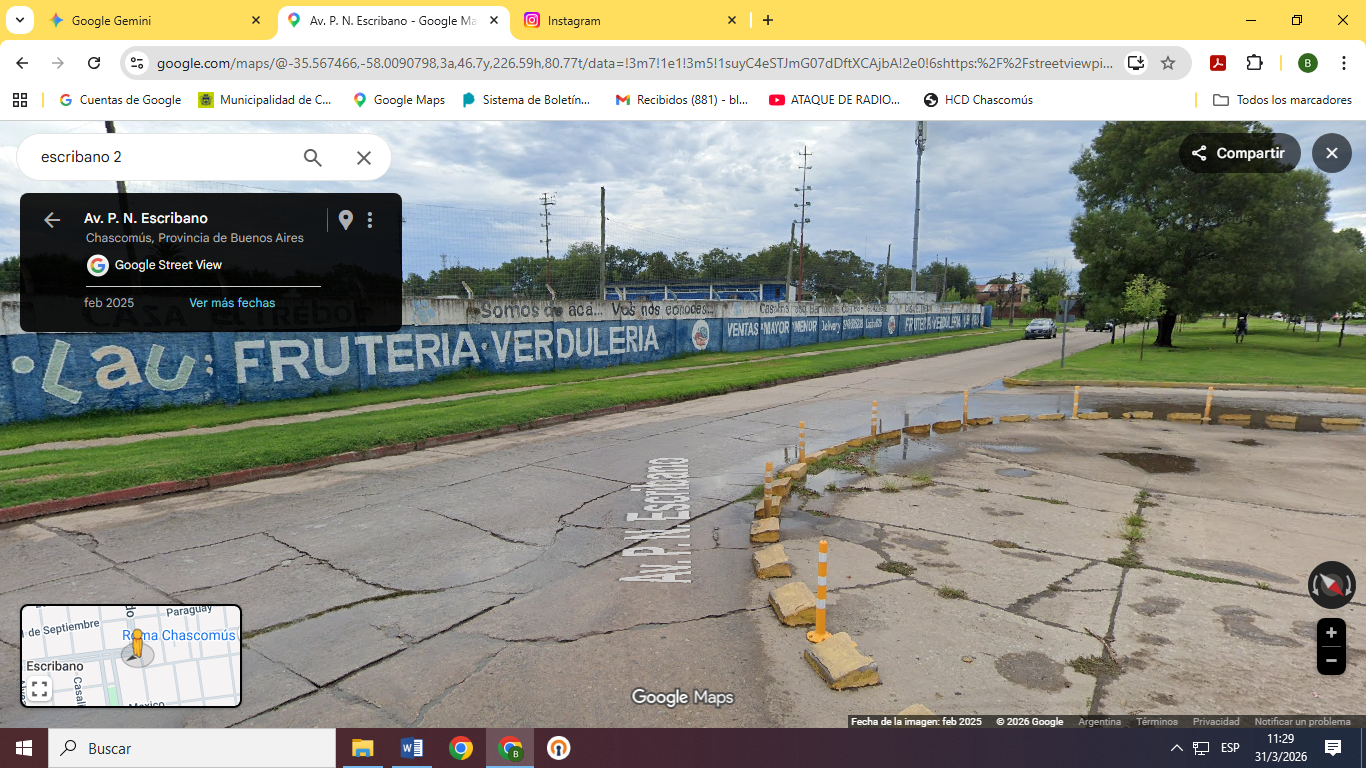 Google Gemini
Av. P. N. Escribano - Google Ma
Instagram
google.com/maps/@-35.567466,-58.0090798,3a,46.7y,226.59h,80.77t/data=!3m7!1e1!3m5!1suyC4eSTJmG07dDftXCAjbA!2e0!6shttps:%2F%2Fstreetviewpi...
B
Cuentas de Google
Municipalidad de C...
Google Maps
Sistema de Boletín...
Recibidos (881) - bl...
ATAQUE DE RADIO...
HCD Chascomús
Todos los marcadores
escribano 2
Compartir
Av. P. N. Escribano
Chascomús, Provincia de Buenos Aires
Google Street View
feb 2025
Ver más fechas
CASA EL TREBOL
Somos de acá... Vos nos conoces...
Lau FRUTERIA·VERDULERIA
VENTAS MAYOR MENOR Delivery
FRUTERIA VERDULERIA
Av. P. N. Escribano
Paraguay
de Septiembre
Roma Chascomús
Escribano
Mexico
Google Maps
Fecha de la imagen: feb 2025
© 2026 Google
Argentina
Términos
Privacidad
Notificar un problema
Buscar
ESP
11:29
31/3/2026